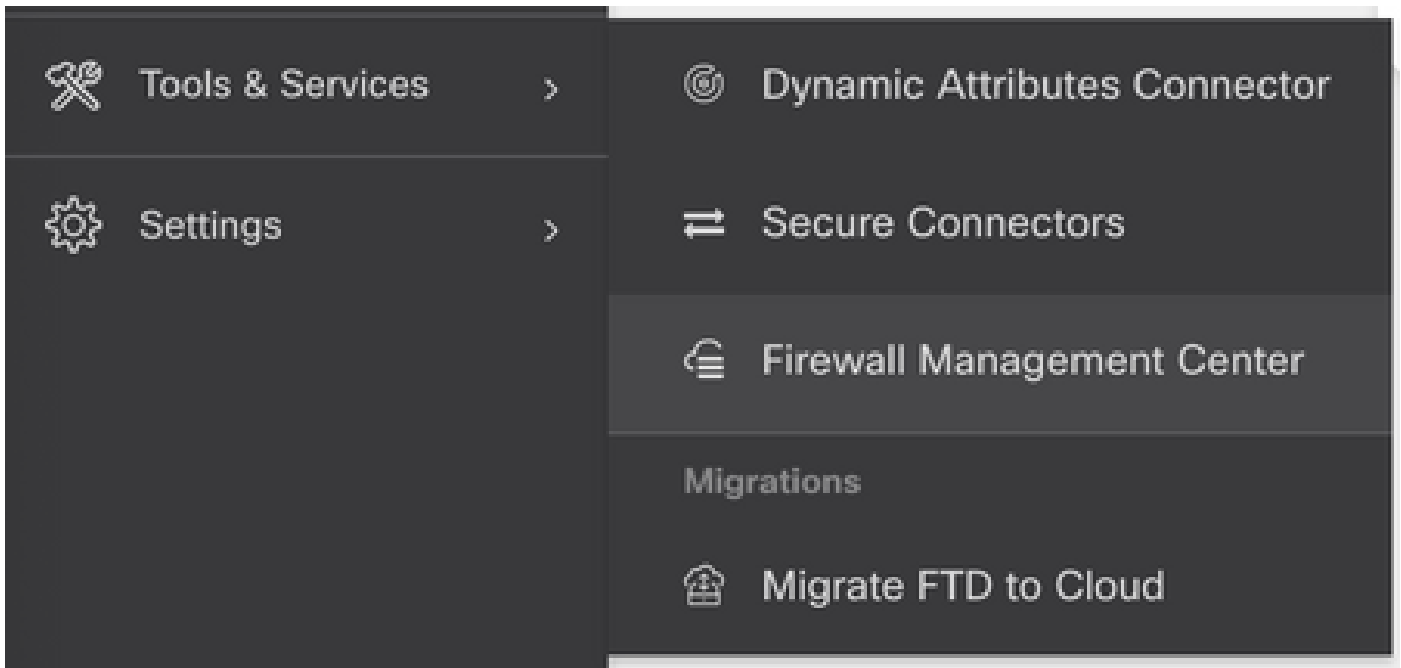 Tools & Services
Settings
Dynamic Attributes Connector
Secure Connectors
Firewall Management Center
Migrations
Migrate FTD to Cloud